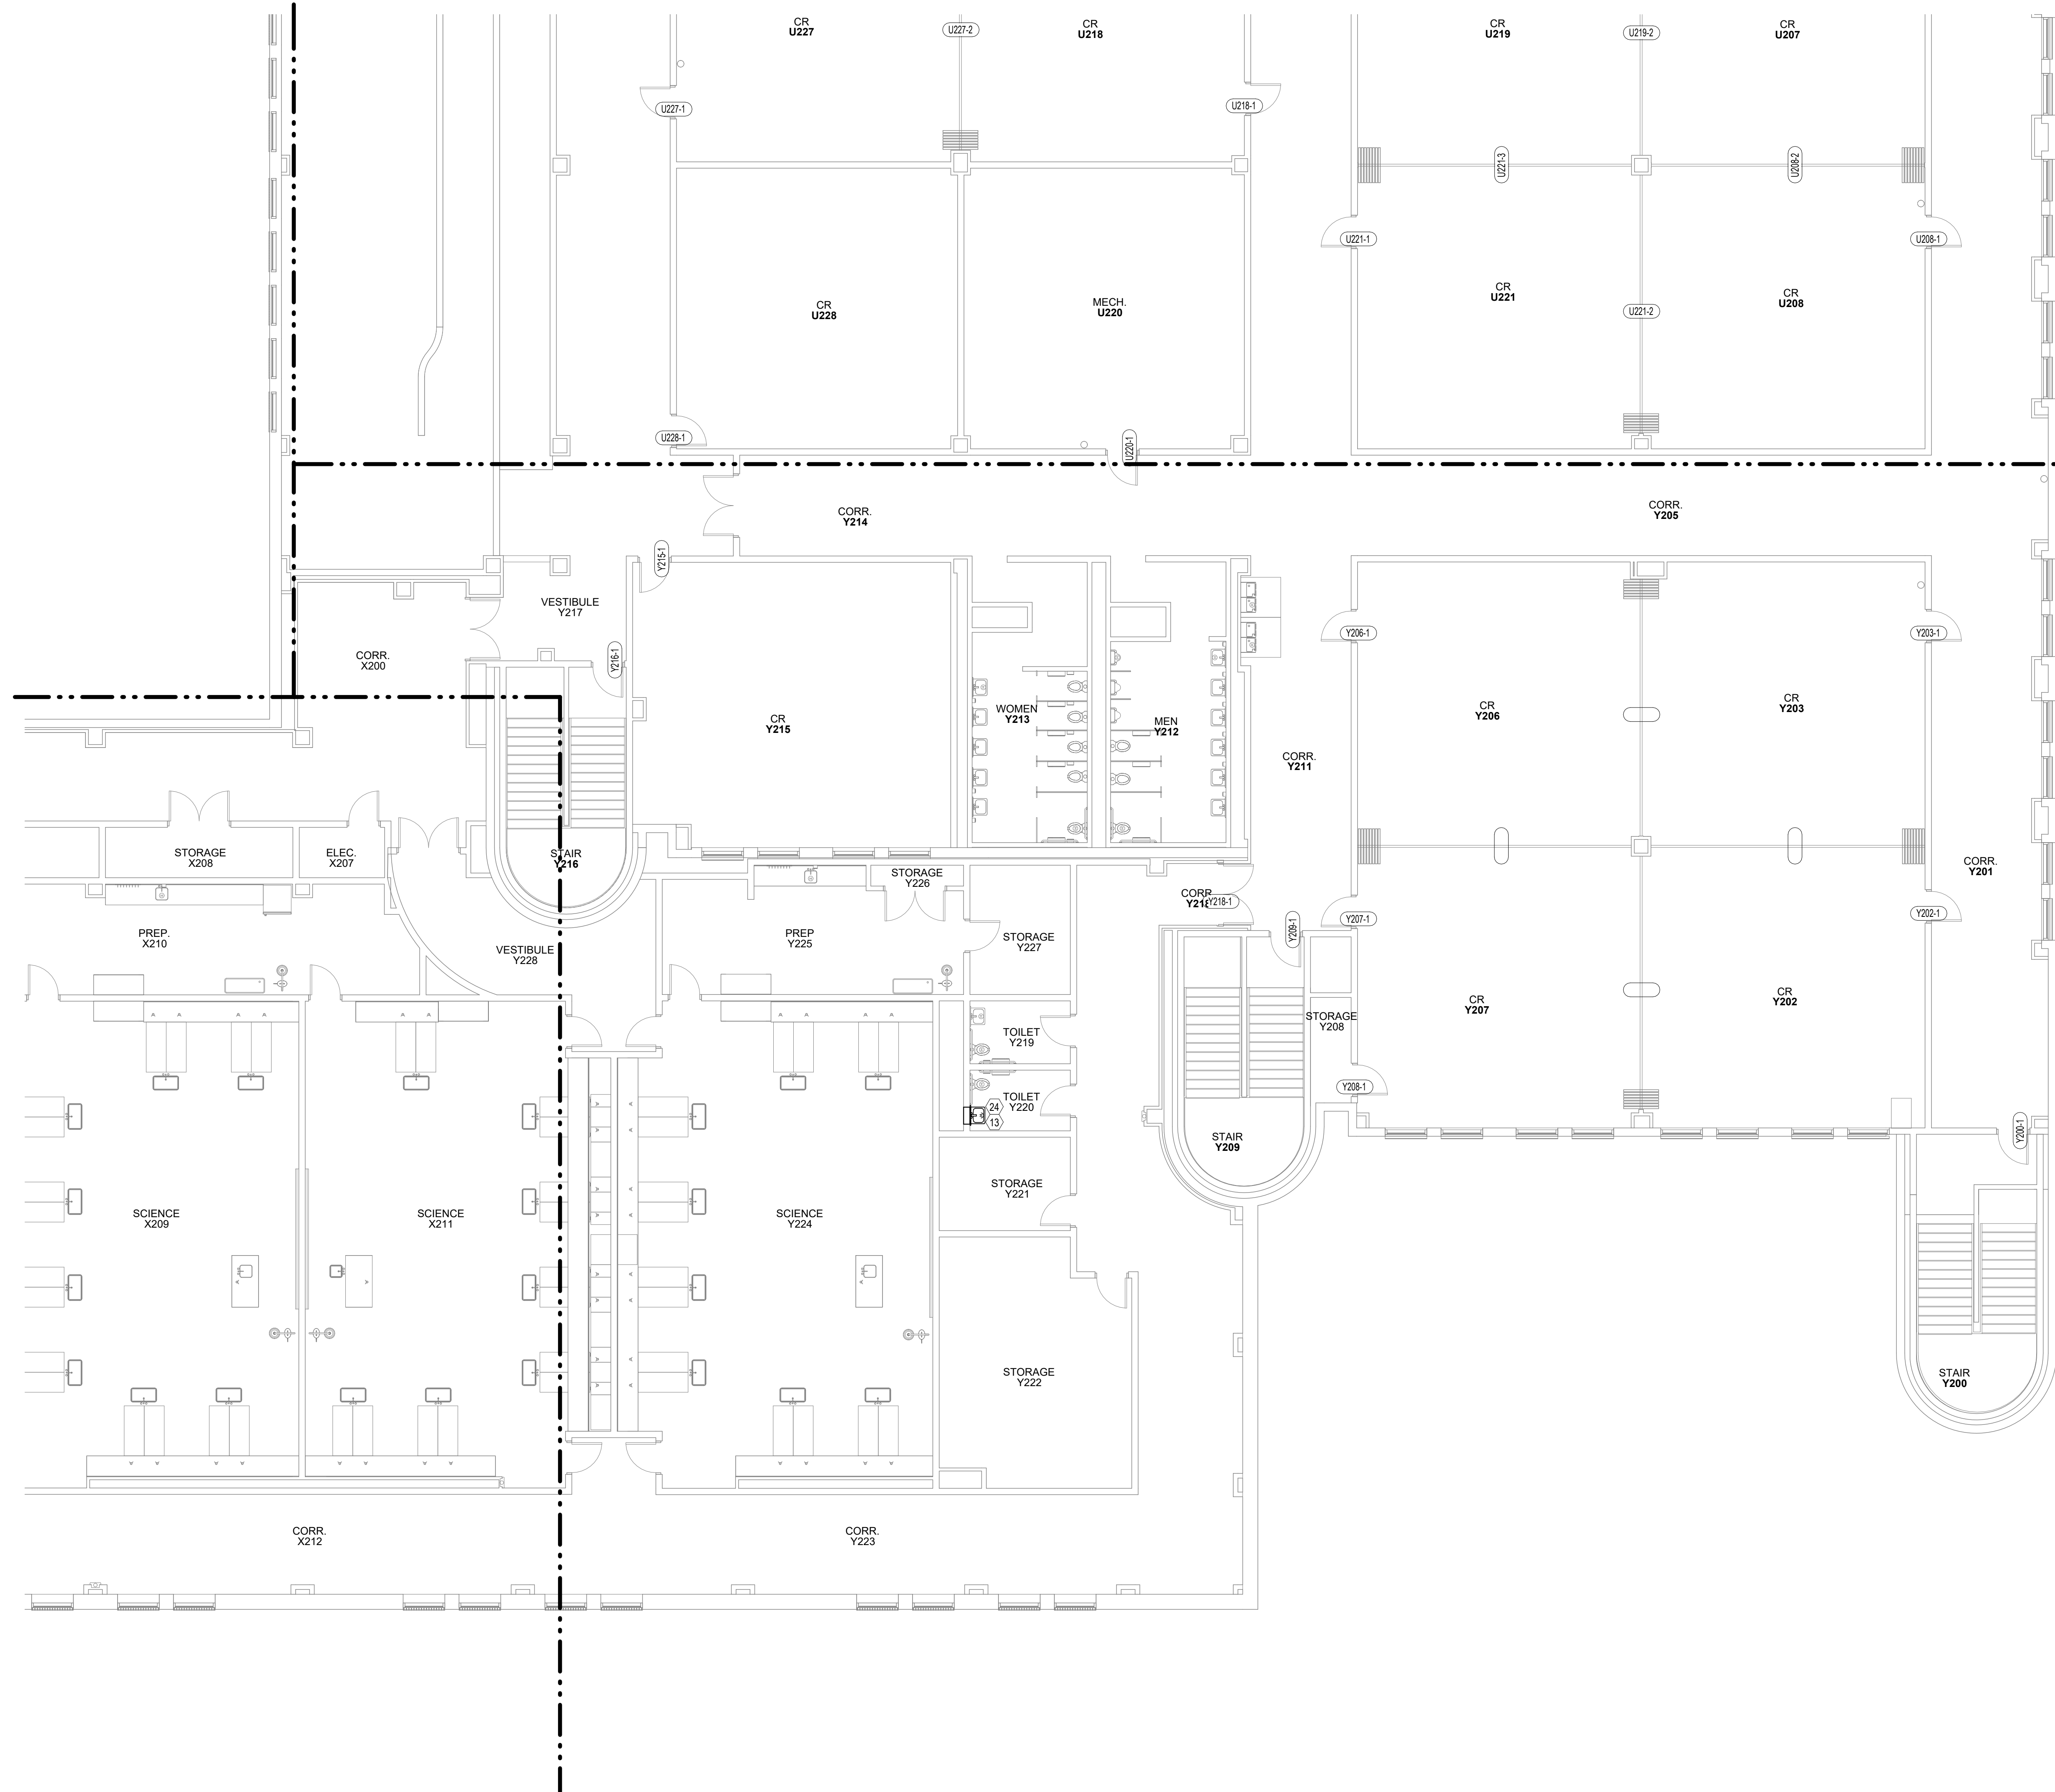 CR
U227
U227-2
CR
U218
CR
U219
U219-2
CR
U207
U227-1
U218-1
U221-3
U208-2
U221-1
U208-1
CR
U228
MECH.
U220
CR
U221
U221-2
CR
U208
U228-1
U220-1
CORR.
Y214
CORR.
Y205
Y215-1
VESTIBULE
Y217
CORR.
X200
Y216-1
Y206-1
Y203-1
CR
Y215
WOMEN
Y213
MEN
Y212
CORR.
Y211
CR
Y206
CR
Y203
STORAGE
X208
ELEC.
X207
STAIR
Y216
STORAGE
Y226
CORR.
Y218
Y218-1
CORR.
Y201
PREP.
X210
VESTIBULE
Y228
PREP
Y225
STORAGE
Y227
Y209-1
Y207-1
Y202-1
CR
Y207
CR
Y202
TOILET
Y219
STORAGE
Y208
TOILET
Y220
24
13
Y208-1
STAIR
Y209
Y200-1
SCIENCE
X209
SCIENCE
X211
SCIENCE
Y224
STORAGE
Y221
STORAGE
Y222
STAIR
Y200
CORR.
X212
CORR.
Y223